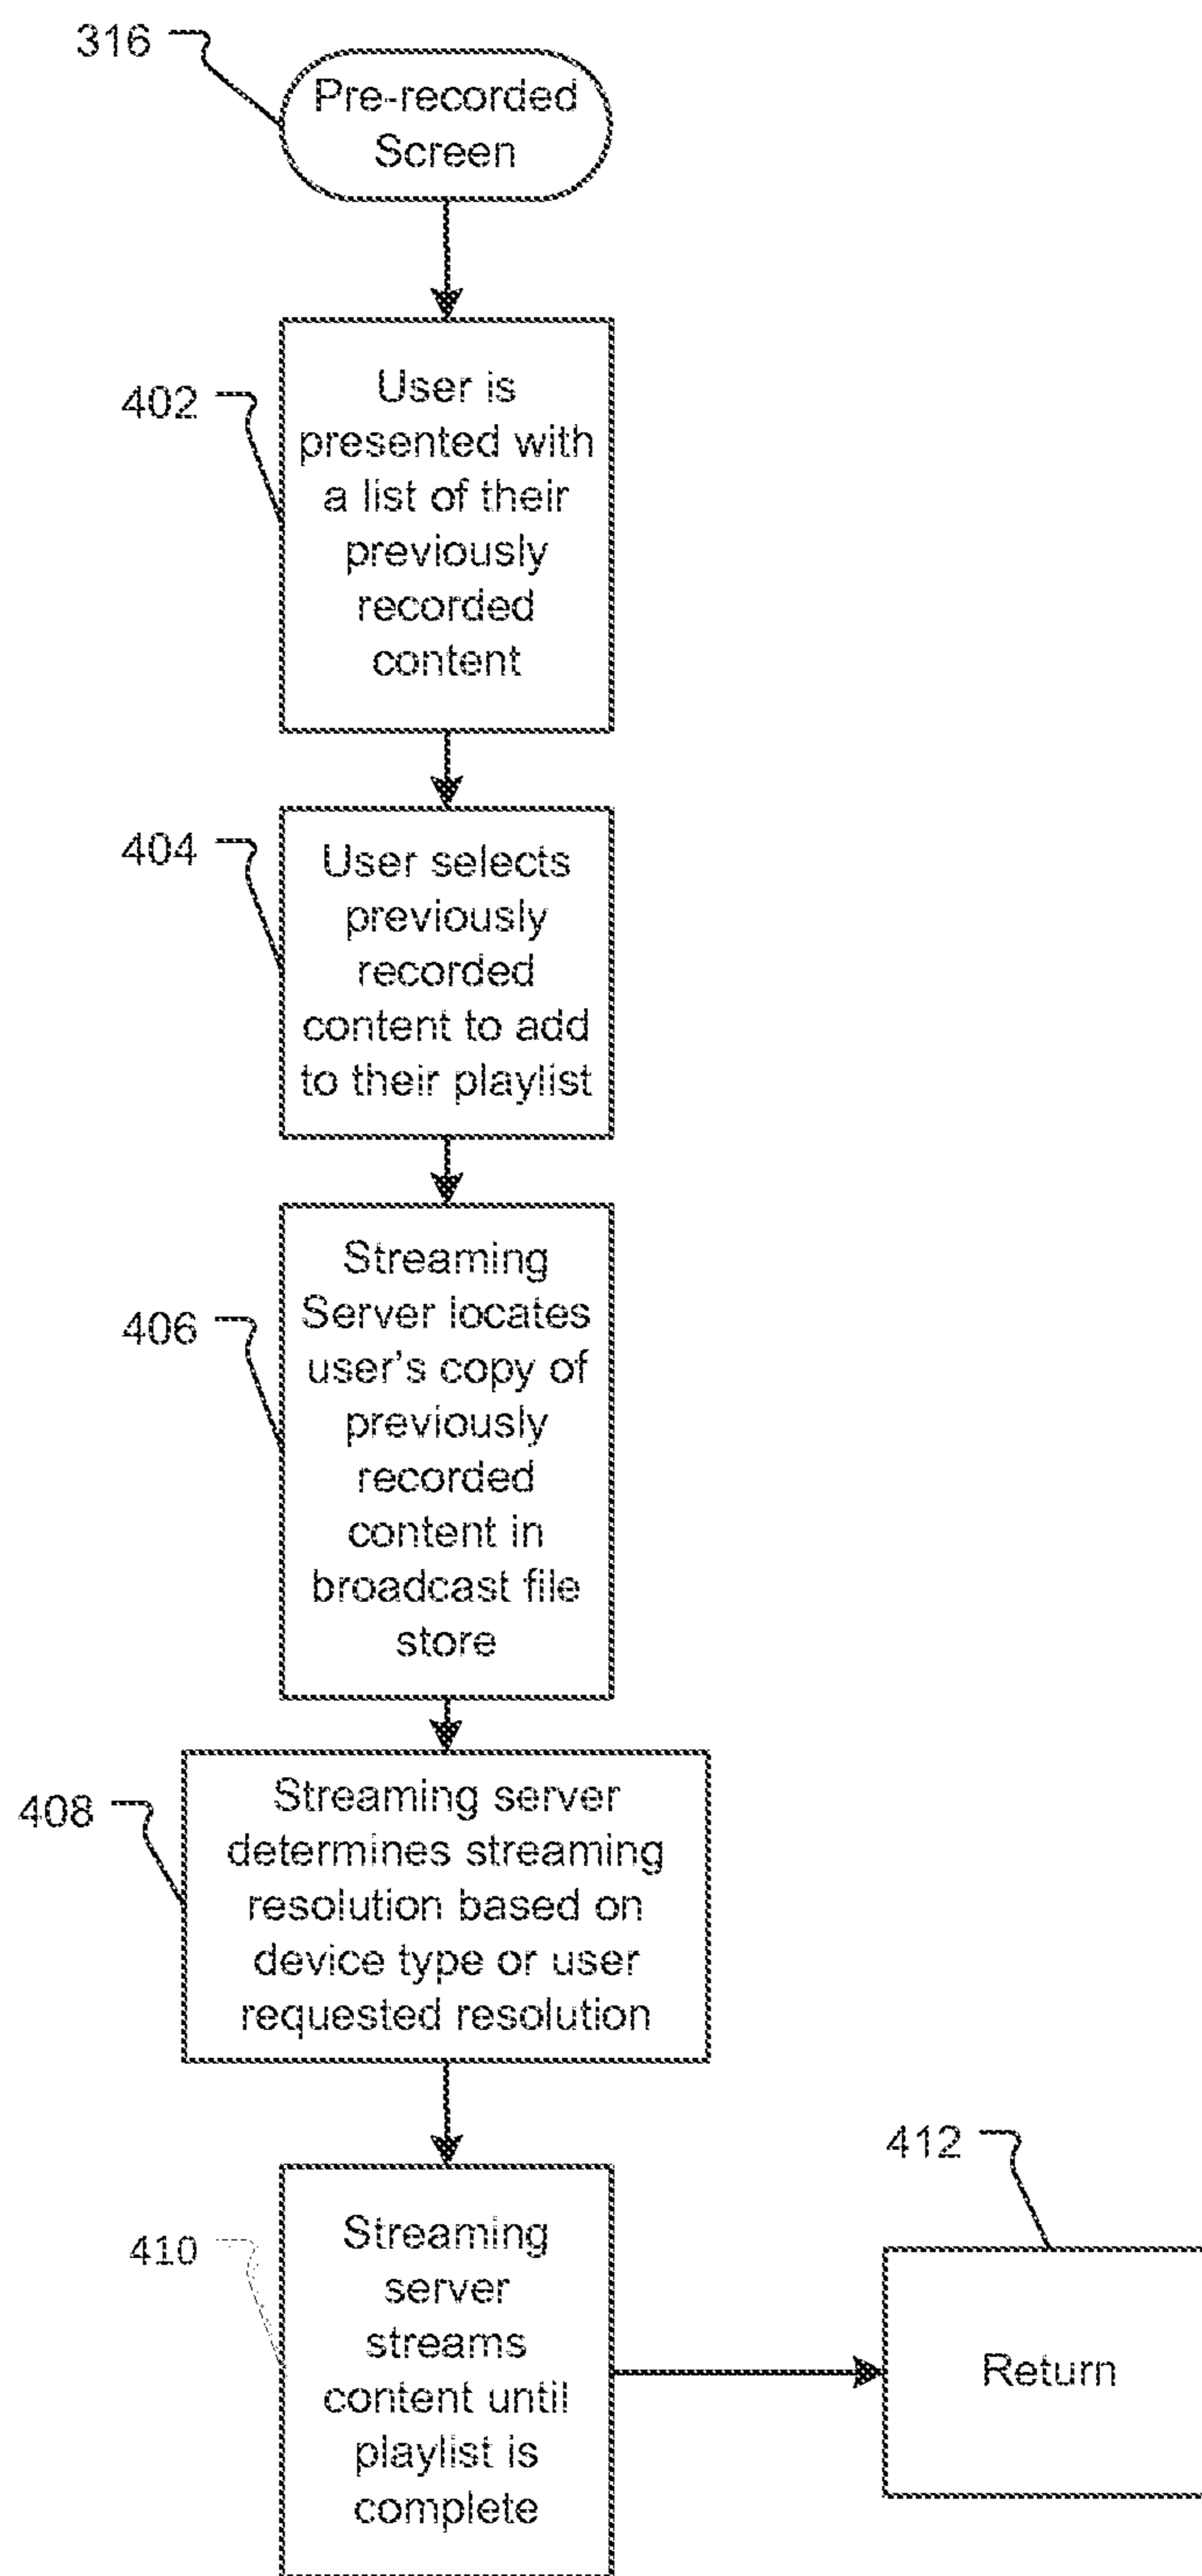 316
Pre-recorded
Screen
402
User is
presented with
a list of their
previously
recorded
content
404
User selects
previously
recorded
content to add
to their playlist
406
Streaming
Server locates
user's copy of
previously
recorded
content in
broadcast file
store
408
Streaming server
determines streaming
resolution based on
device type or user
requested resolution
410
Streaming
server
streams
content until
playlist is
complete
412
Return